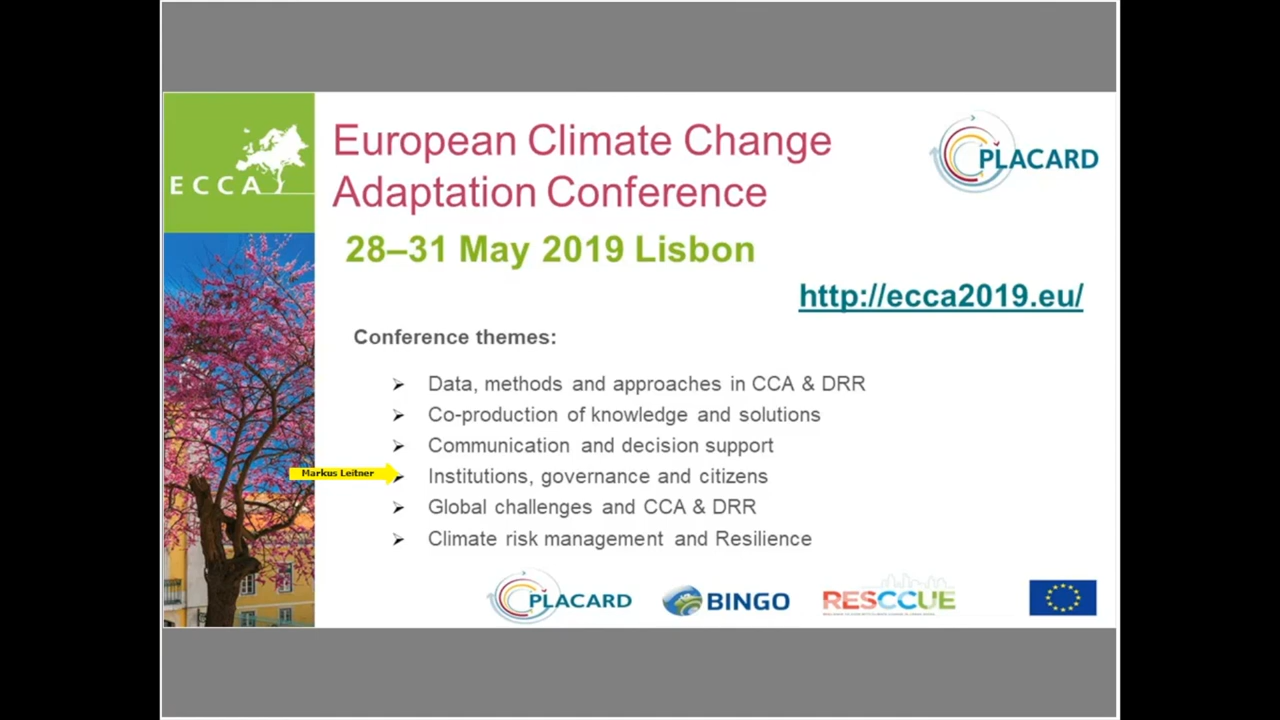 ECCA
European Climate Change
Adaptation Conference
PLACARD
28–31 May 2019 Lisbon
http://ecca2019.eu/
Conference themes:
Data, methods and approaches in CCA & DRR
Co-production of knowledge and solutions
Communication and decision support
Markus Leitner
Institutions, governance and citizens
Global challenges and CCA & DRR
Climate risk management and Resilience
PLACARD
BINGO
RESCCUE